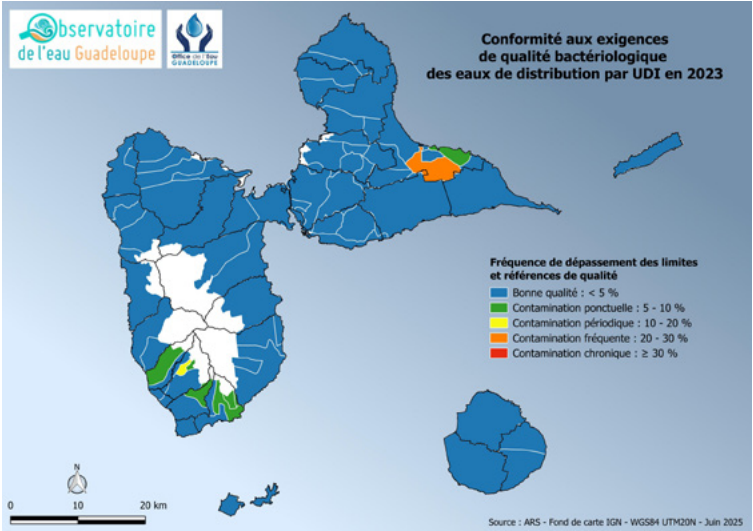 Observatoire
de l'eau Guadeloupe
Office de l'Eau
GUADELOUPE
Conformité aux exigences
de qualité bactériologique
des eaux de distribution par UDI en 2023
Fréquence de dépassement des limites
et références de qualité
Bonne qualité : < 5 %
Contamination ponctuelle : 5 - 10 %
Contamination périodique : 10 - 20 %
Contamination fréquente : 20 - 30 %
Contamination chronique : ≥ 30 %
N
0 10 20 km
Source : ARS - Fond de carte IGN - WGS84 UTM20N - Juin 2025